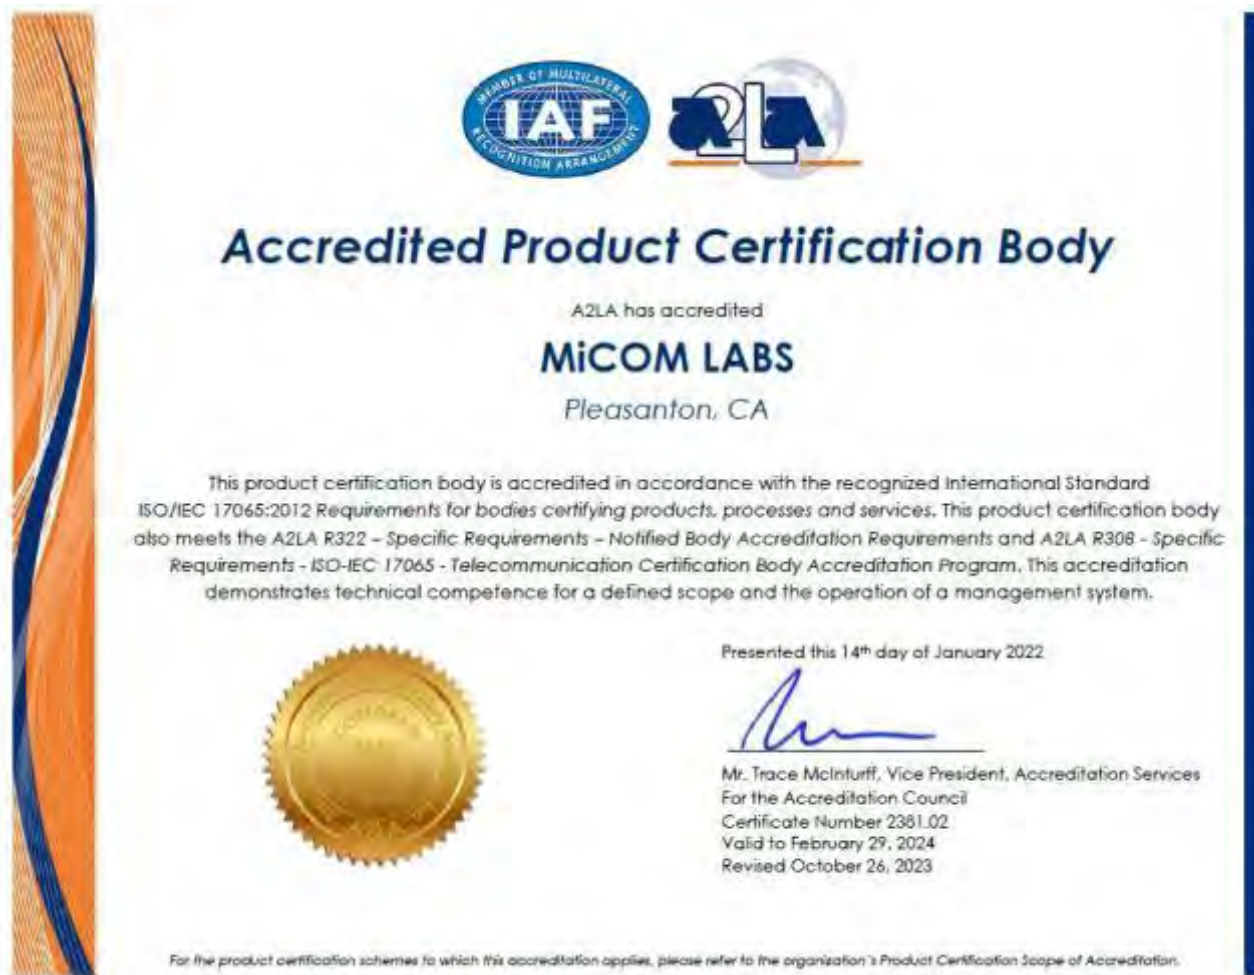 MEMBER OF MULTILATERAL
IAF
RECOGNITION ARRANGEMENT
A2LA
Accredited Product Certification Body
A2LA has accredited
MiCOM LABS
Pleasanton, CA
This product certification body is accredited in accordance with the recognized International Standard
ISO/IEC 17065:2012 Requirements for bodies certifying products, processes and services. This product certification body
also meets the A2LA R322 – Specific Requirements – Notified Body Accreditation Requirements and A2LA R308 - Specific
Requirements - ISO-IEC 17065 - Telecommunication Certification Body Accreditation Program. This accreditation
demonstrates technical competence for a defined scope and the operation of a management system.
Presented this 14th day of January 2022
Mr. Trace McInturff, Vice President, Accreditation Services
For the Accreditation Council
Certificate Number 2381.02
Valid to February 29, 2024
Revised October 26, 2023
For the product certification schemes to which this accreditation applies, please refer to the organization's Product Certification Scope of Accreditation.